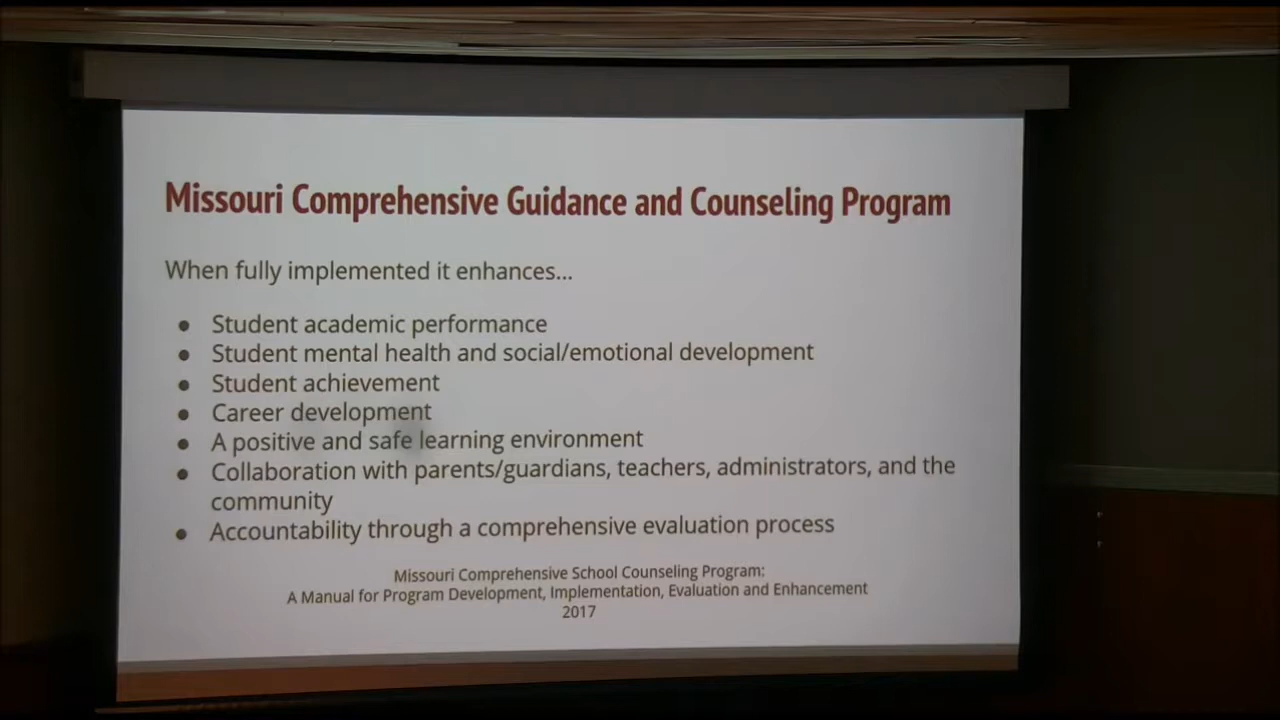 Missouri Comprehensive Guidance and Counseling Program
When fully implemented it enhances...
● Student academic performance
● Student mental health and social/emotional development
● Student achievement
● Career development
● A positive and safe learning environment
● Collaboration with parents/guardians, teachers, administrators, and the
community
● Accountability through a comprehensive evaluation process
Missouri Comprehensive School Counseling Program:
A Manual for Program Development, Implementation, Evaluation and Enhancement
2017